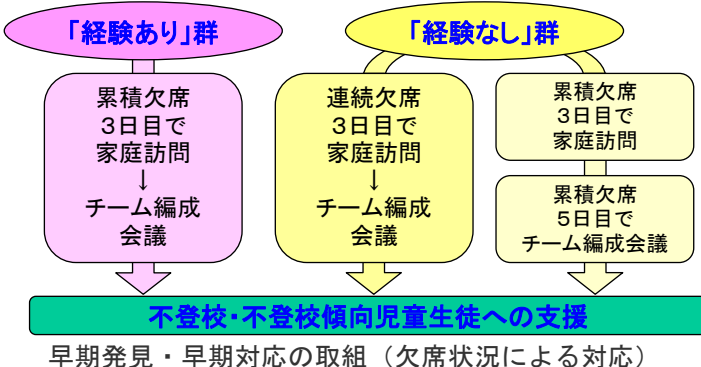 「経験あり」群
「経験なし」群
累積欠席
3日目で
家庭訪問
↓
チーム編成
会議
連続欠席
3日目で
家庭訪問
↓
チーム編成
会議
累積欠席
3日目で
家庭訪問
累積欠席
5日目で
チーム編成会議
不登校・不登校傾向児童生徒への支援
早期発見・早期対応の取組（欠席状況による対応）